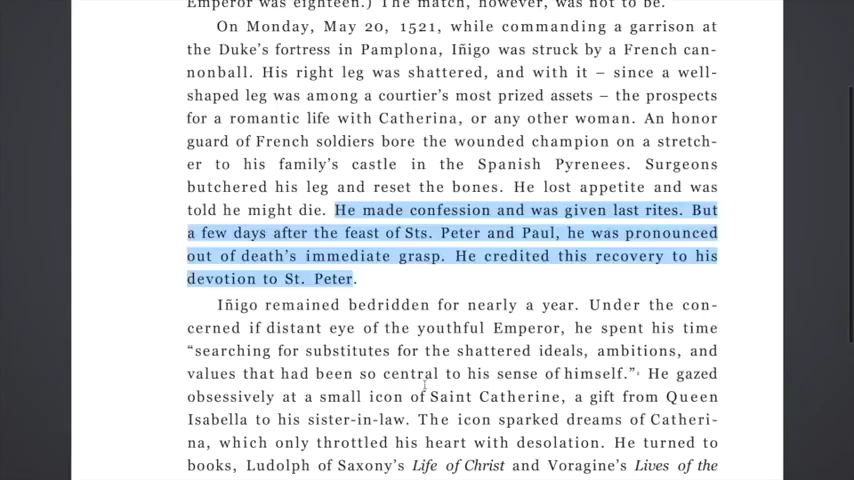 Emperor was eighteen.) The match, however, was not to be.
On Monday, May 20, 1521, while commanding a garrison at
the Duke's fortress in Pamplona, Iñigo was struck by a French can-
nonball. His right leg was shattered, and with it – since a well-
shaped leg was among a courtier's most prized assets – the prospects
for a romantic life with Catherina, or any other woman. An honor
guard of French soldiers bore the wounded champion on a stretch-
er to his family's castle in the Spanish Pyrenees. Surgeons
butchered his leg and reset the bones. He lost appetite and was
told he might die. He made confession and was given last rites. But
a few days after the feast of Sts. Peter and Paul, he was pronounced
out of death's immediate grasp. He credited this recovery to his
devotion to St. Peter.
Iñigo remained bedridden for nearly a year. Under the con-
cerned if distant eye of the youthful Emperor, he spent his time
“searching for substitutes for the shattered ideals, ambitions, and
values that had been so central to his sense of himself.” He gazed
obsessively at a small icon of Saint Catherine, a gift from Queen
Isabella to his sister-in-law. The icon sparked dreams of Catheri-
na, which only throttled his heart with desolation. He turned to
books, Ludolph of Saxony's Life of Christ and Voragine's Lives of the